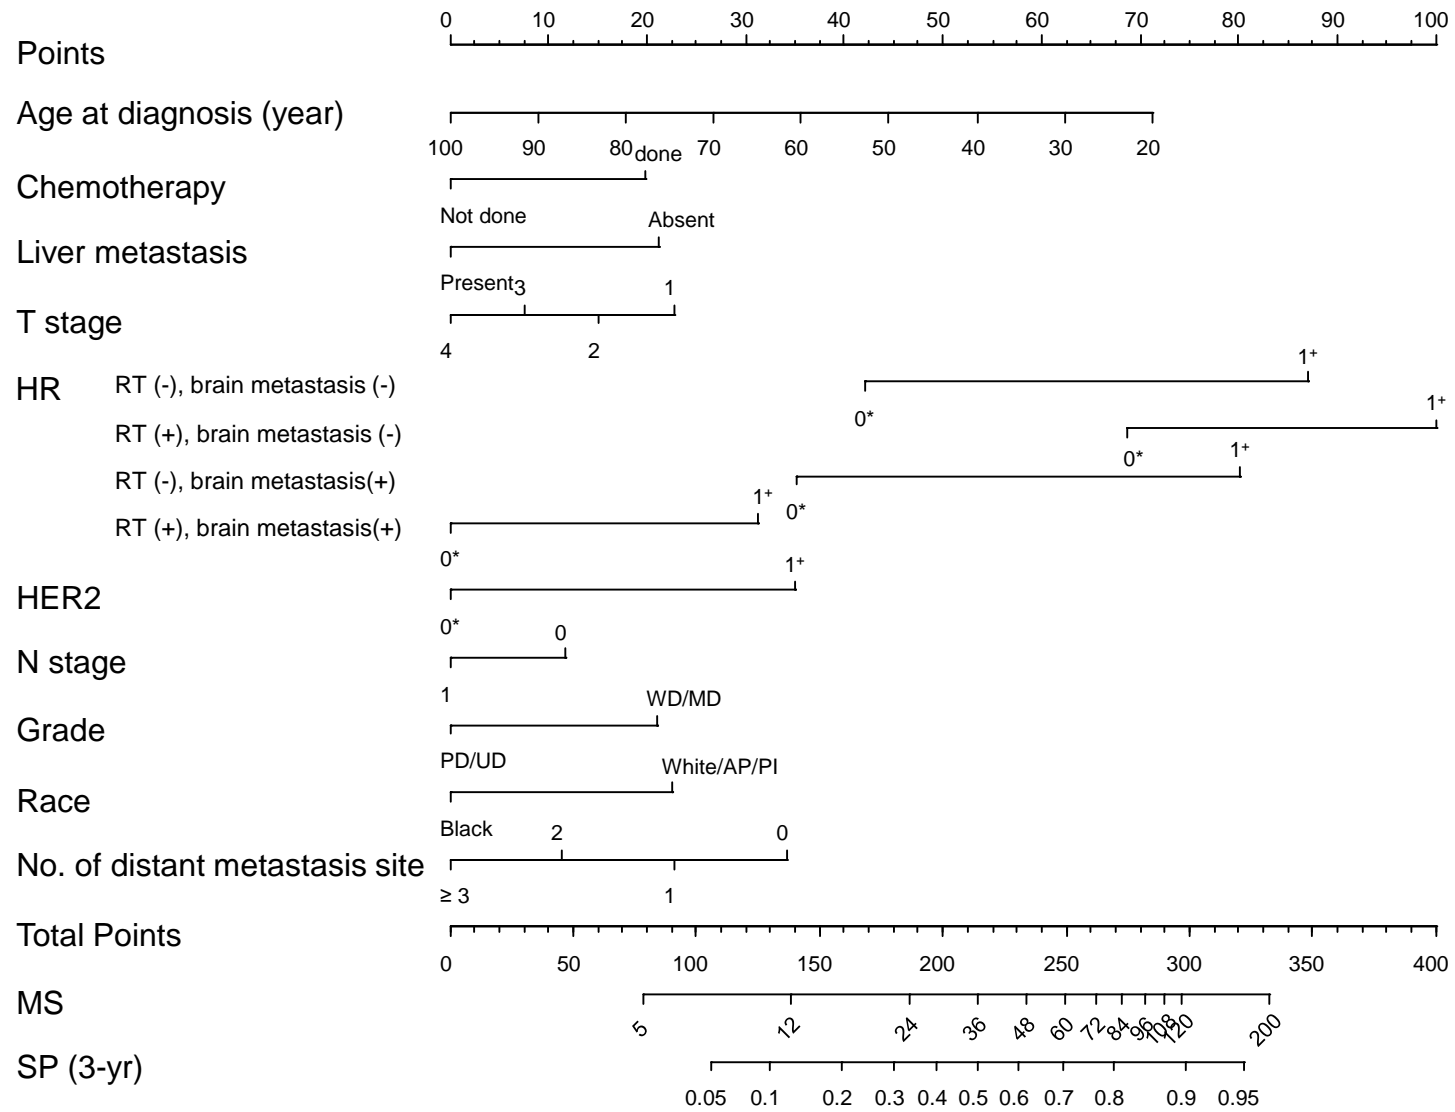 0 10 20 30 40 50 60 70 80 90 100
Points
Age at diagnosis (year)
100 90 80 70 60 50 40 30 20
done
Chemotherapy
Not done
Absent
Liver metastasis
Present
3 1
T stage
4 2
1+
HR RT (-), brain metastasis (-)
0*
1+
RT (+), brain metastasis (-)
0*
1+
RT (-), brain metastasis(+)
0*
1+
RT (+), brain metastasis(+)
0*
1+
HER2
0*
0
N stage
1
WD/MD
Grade
PD/UD
White/AP/PI
Race
Black
2 0
No. of distant metastasis site
≥ 3 1
Total Points
0 50 100 150 200 250 300 350 400
MS
5 12 24 36 48 60 72 84 96 108 120 200
SP (3-yr)
0.05 0.1 0.2 0.3 0.4 0.5 0.6 0.7 0.8 0.9 0.95